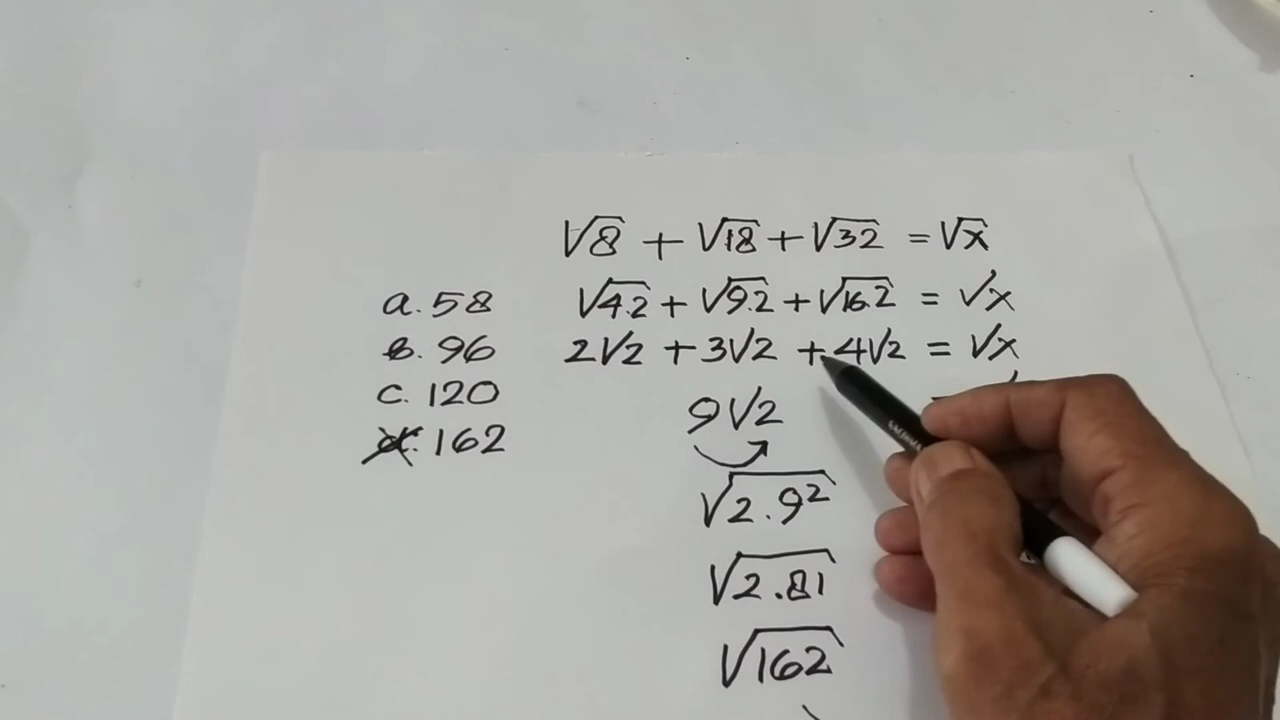 √8 + √18 + √32 = √x
a. 58
√4.2 + √9.2 + √16.2 = √x
b. 96
2√2 + 3√2 + 4√2 = √x
c. 120
9√2
d. 162
√2.9²
√2.81
√162